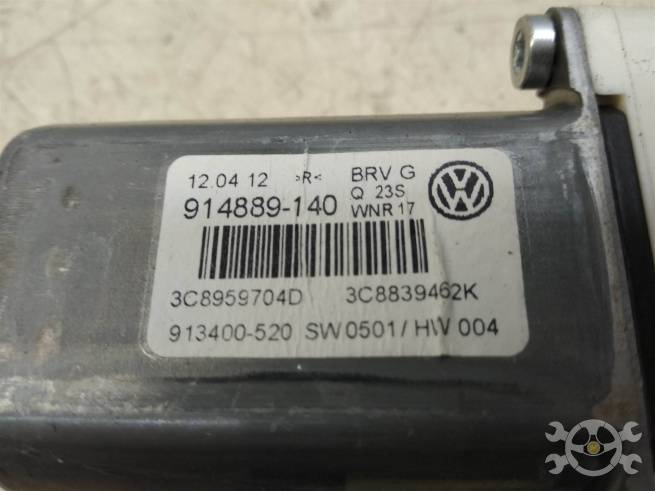 12.04 12 >R< BRV G
Q 23S
914889-140 WNR 17
3C8959704D 3C8839462K
913400-520 SW0501/HW 004